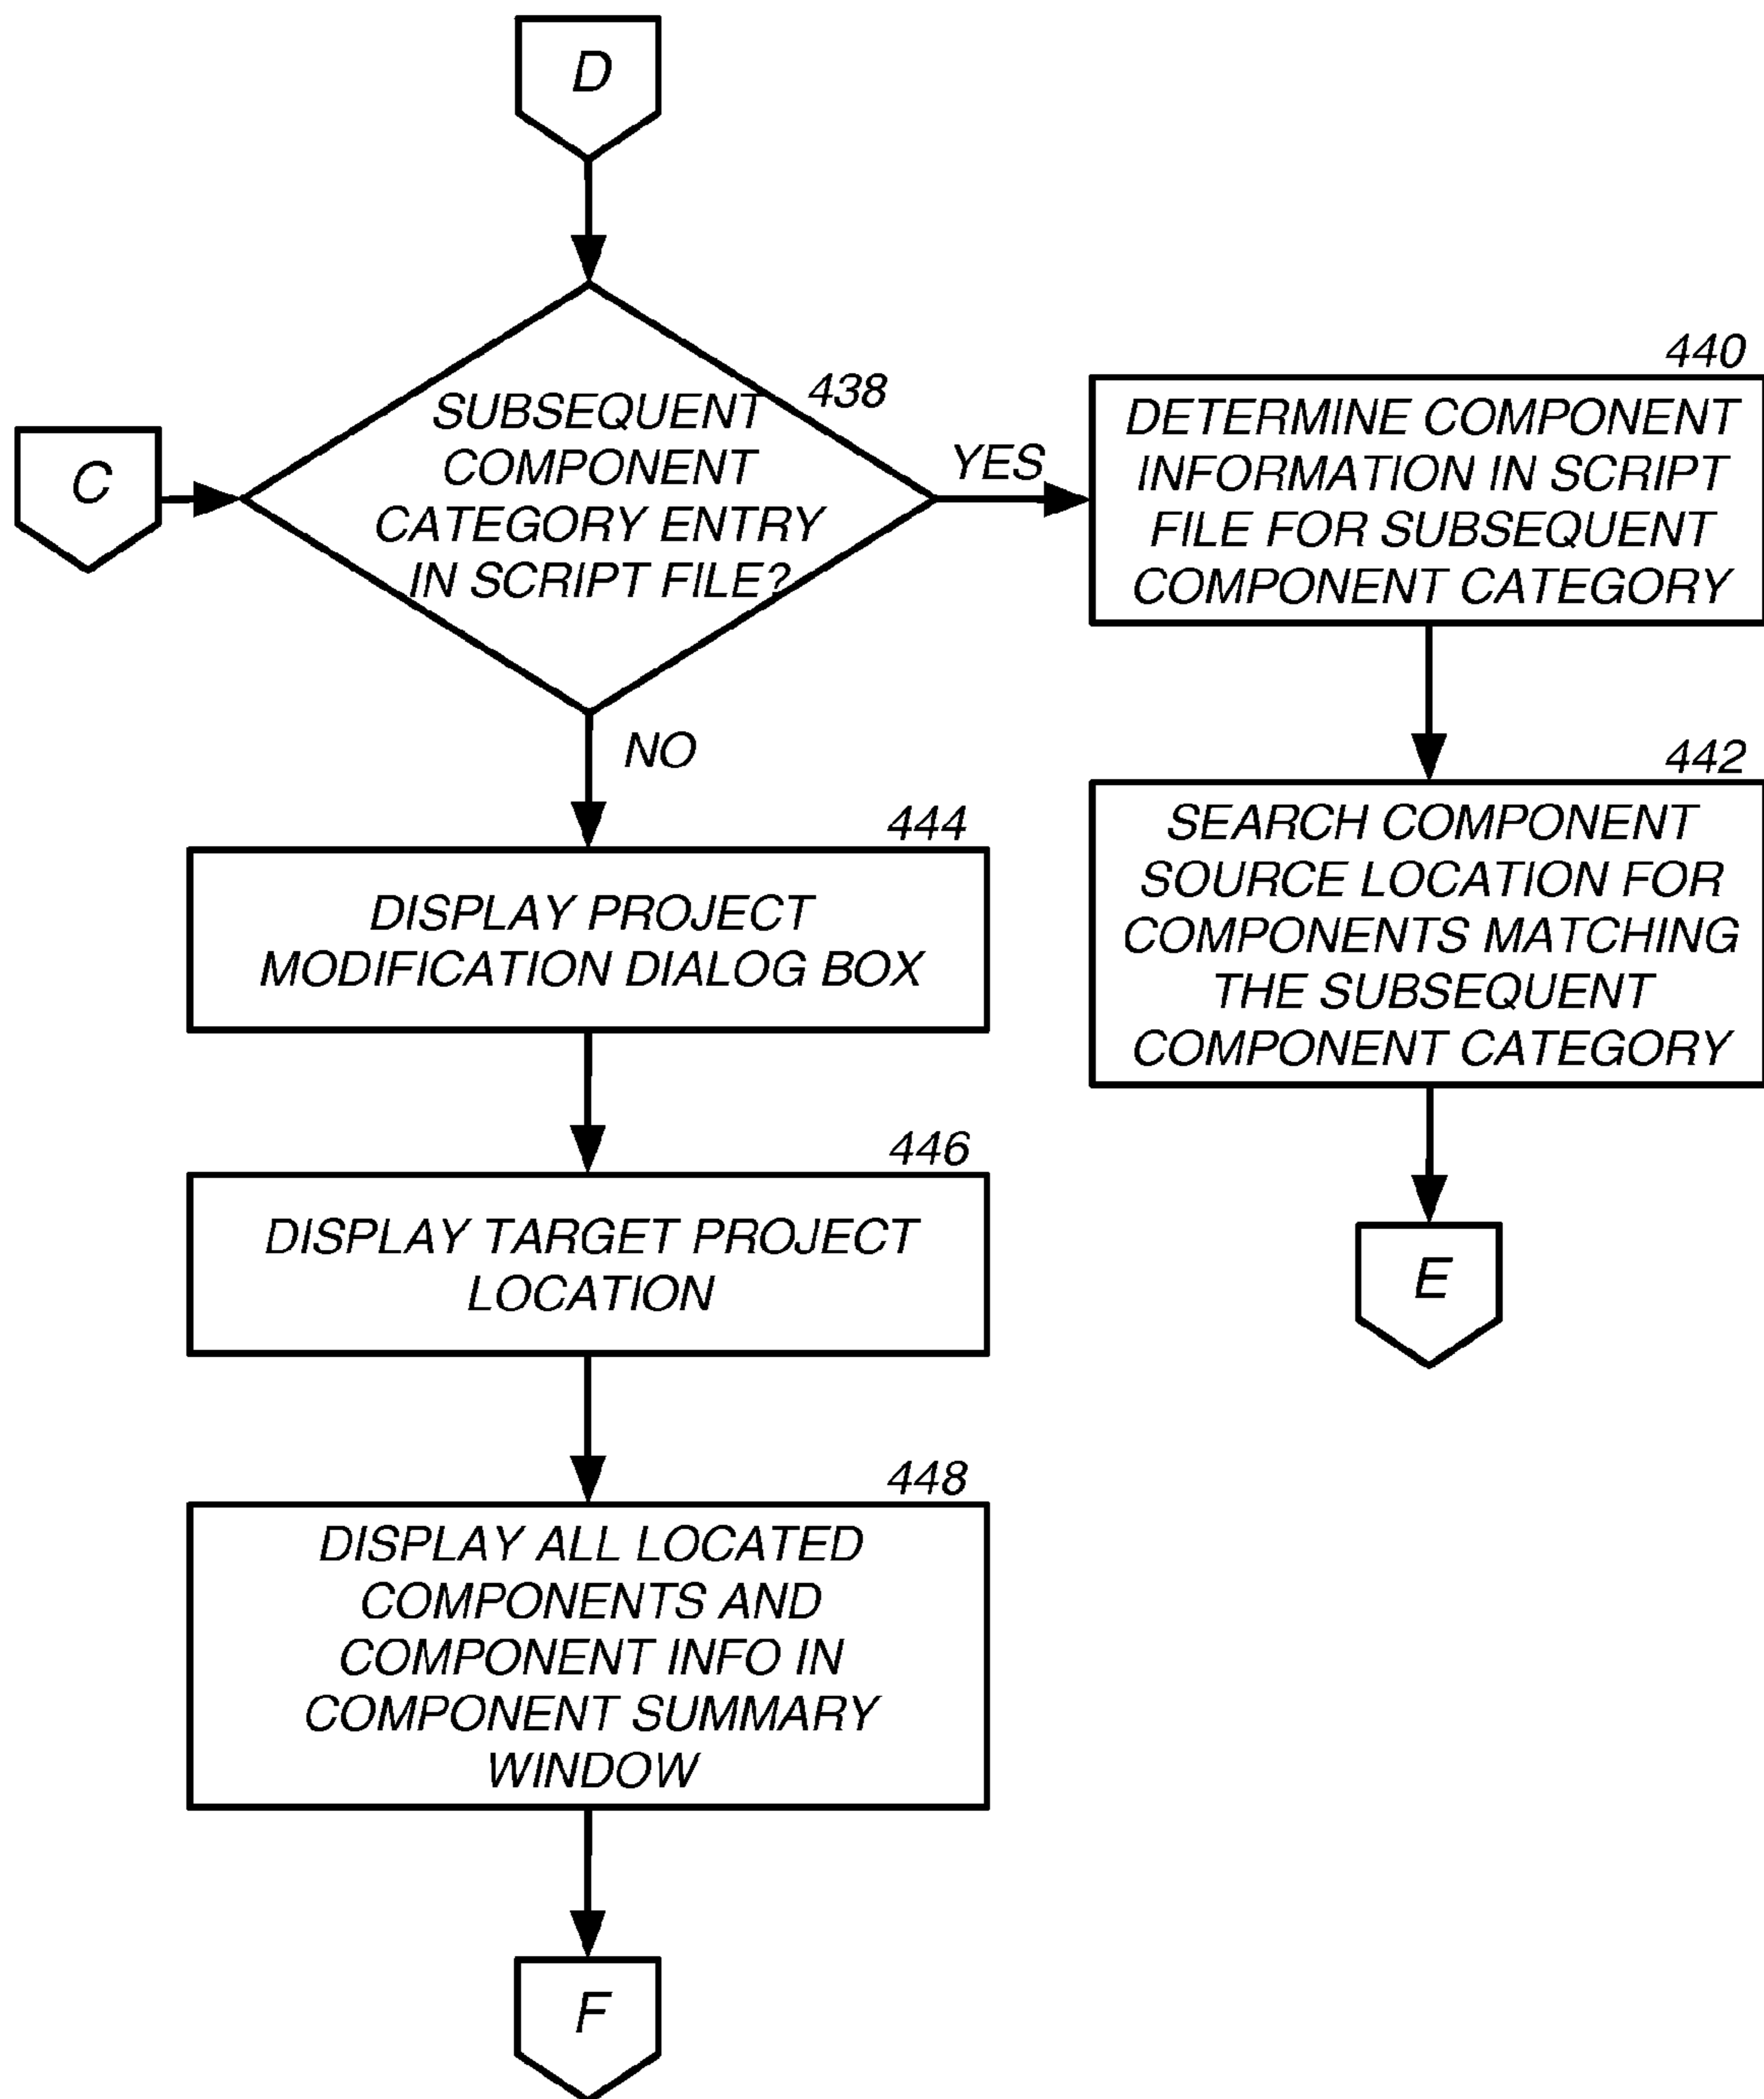 D
C
438
SUBSEQUENT
COMPONENT
CATEGORY ENTRY
IN SCRIPT FILE?
YES
440
DETERMINE COMPONENT
INFORMATION IN SCRIPT
FILE FOR SUBSEQUENT
COMPONENT CATEGORY
442
SEARCH COMPONENT
SOURCE LOCATION FOR
COMPONENTS MATCHING
THE SUBSEQUENT
COMPONENT CATEGORY
E
NO
444
DISPLAY PROJECT
MODIFICATION DIALOG BOX
446
DISPLAY TARGET PROJECT
LOCATION
448
DISPLAY ALL LOCATED
COMPONENTS AND
COMPONENT INFO IN
COMPONENT SUMMARY
WINDOW
F